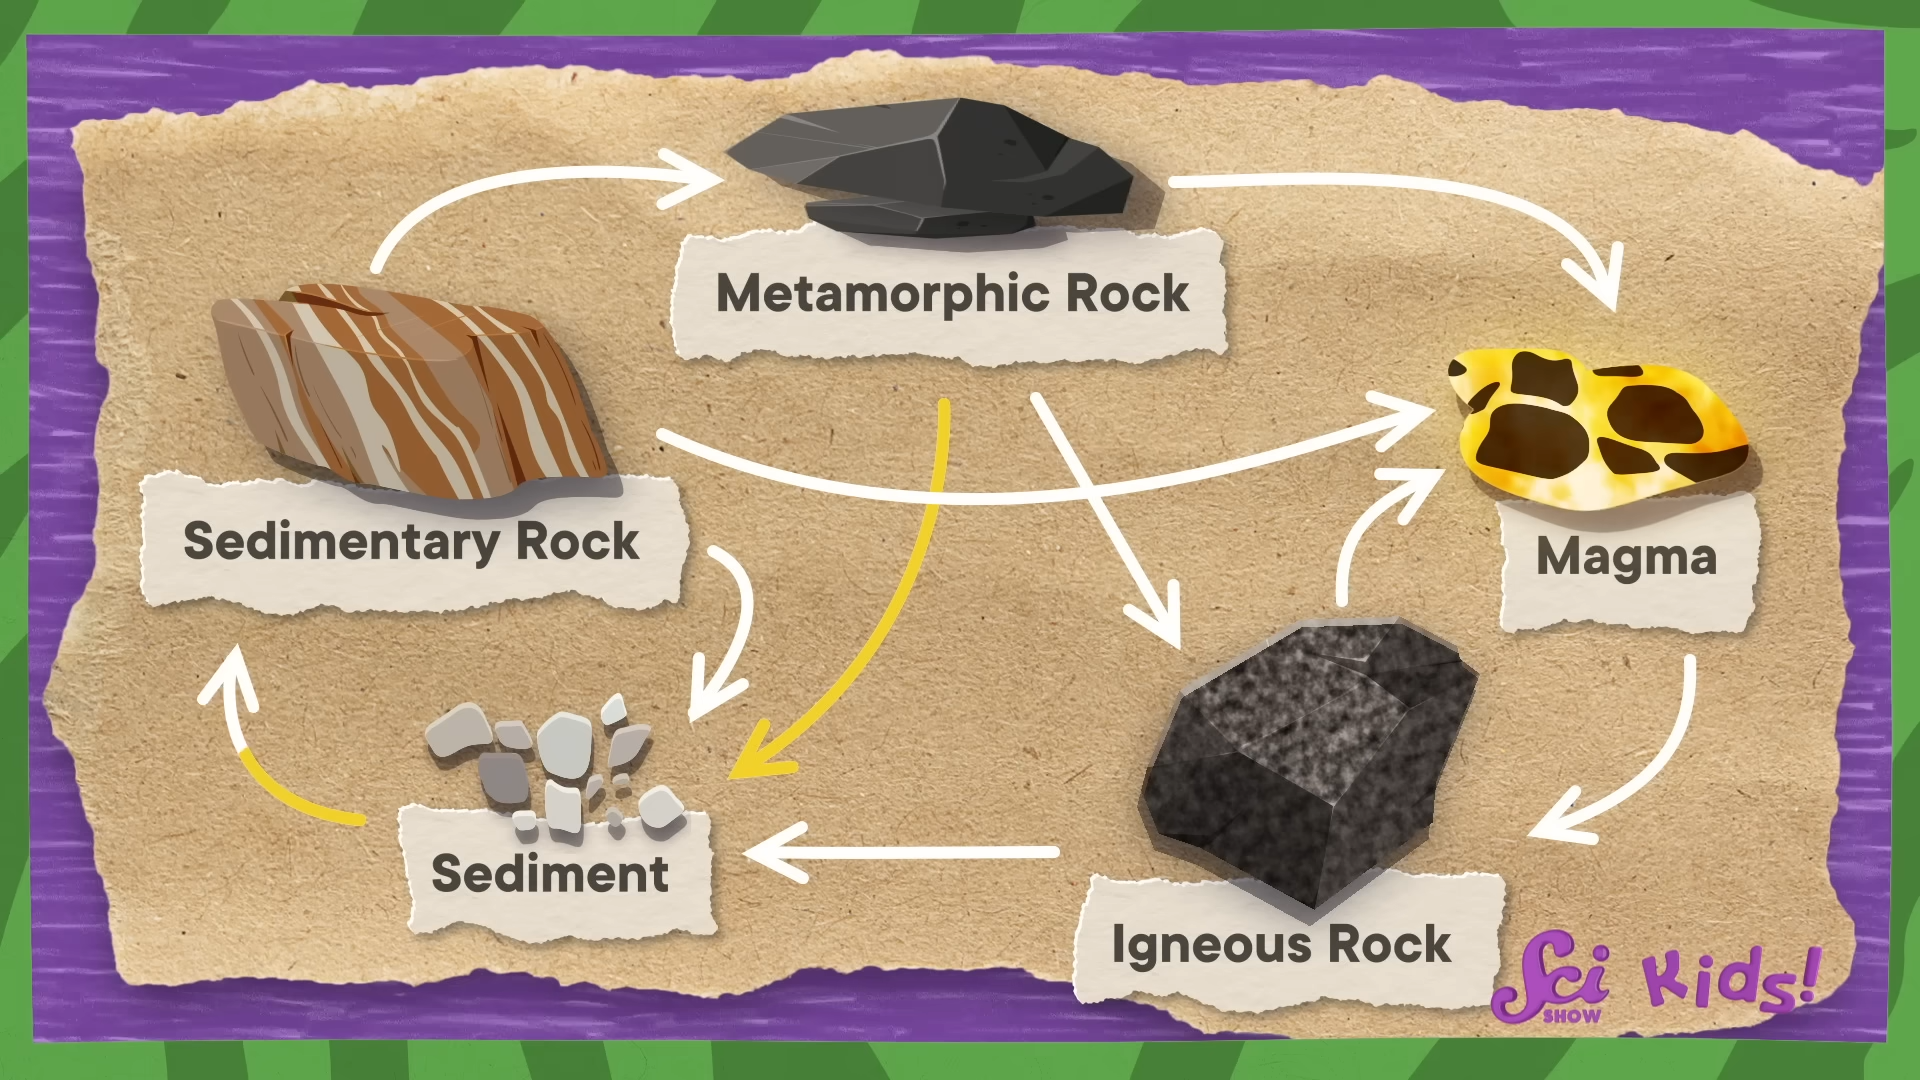 Metamorphic Rock
Sedimentary Rock
Magma
Sediment
Igneous Rock
Sci Kids!
SHOW